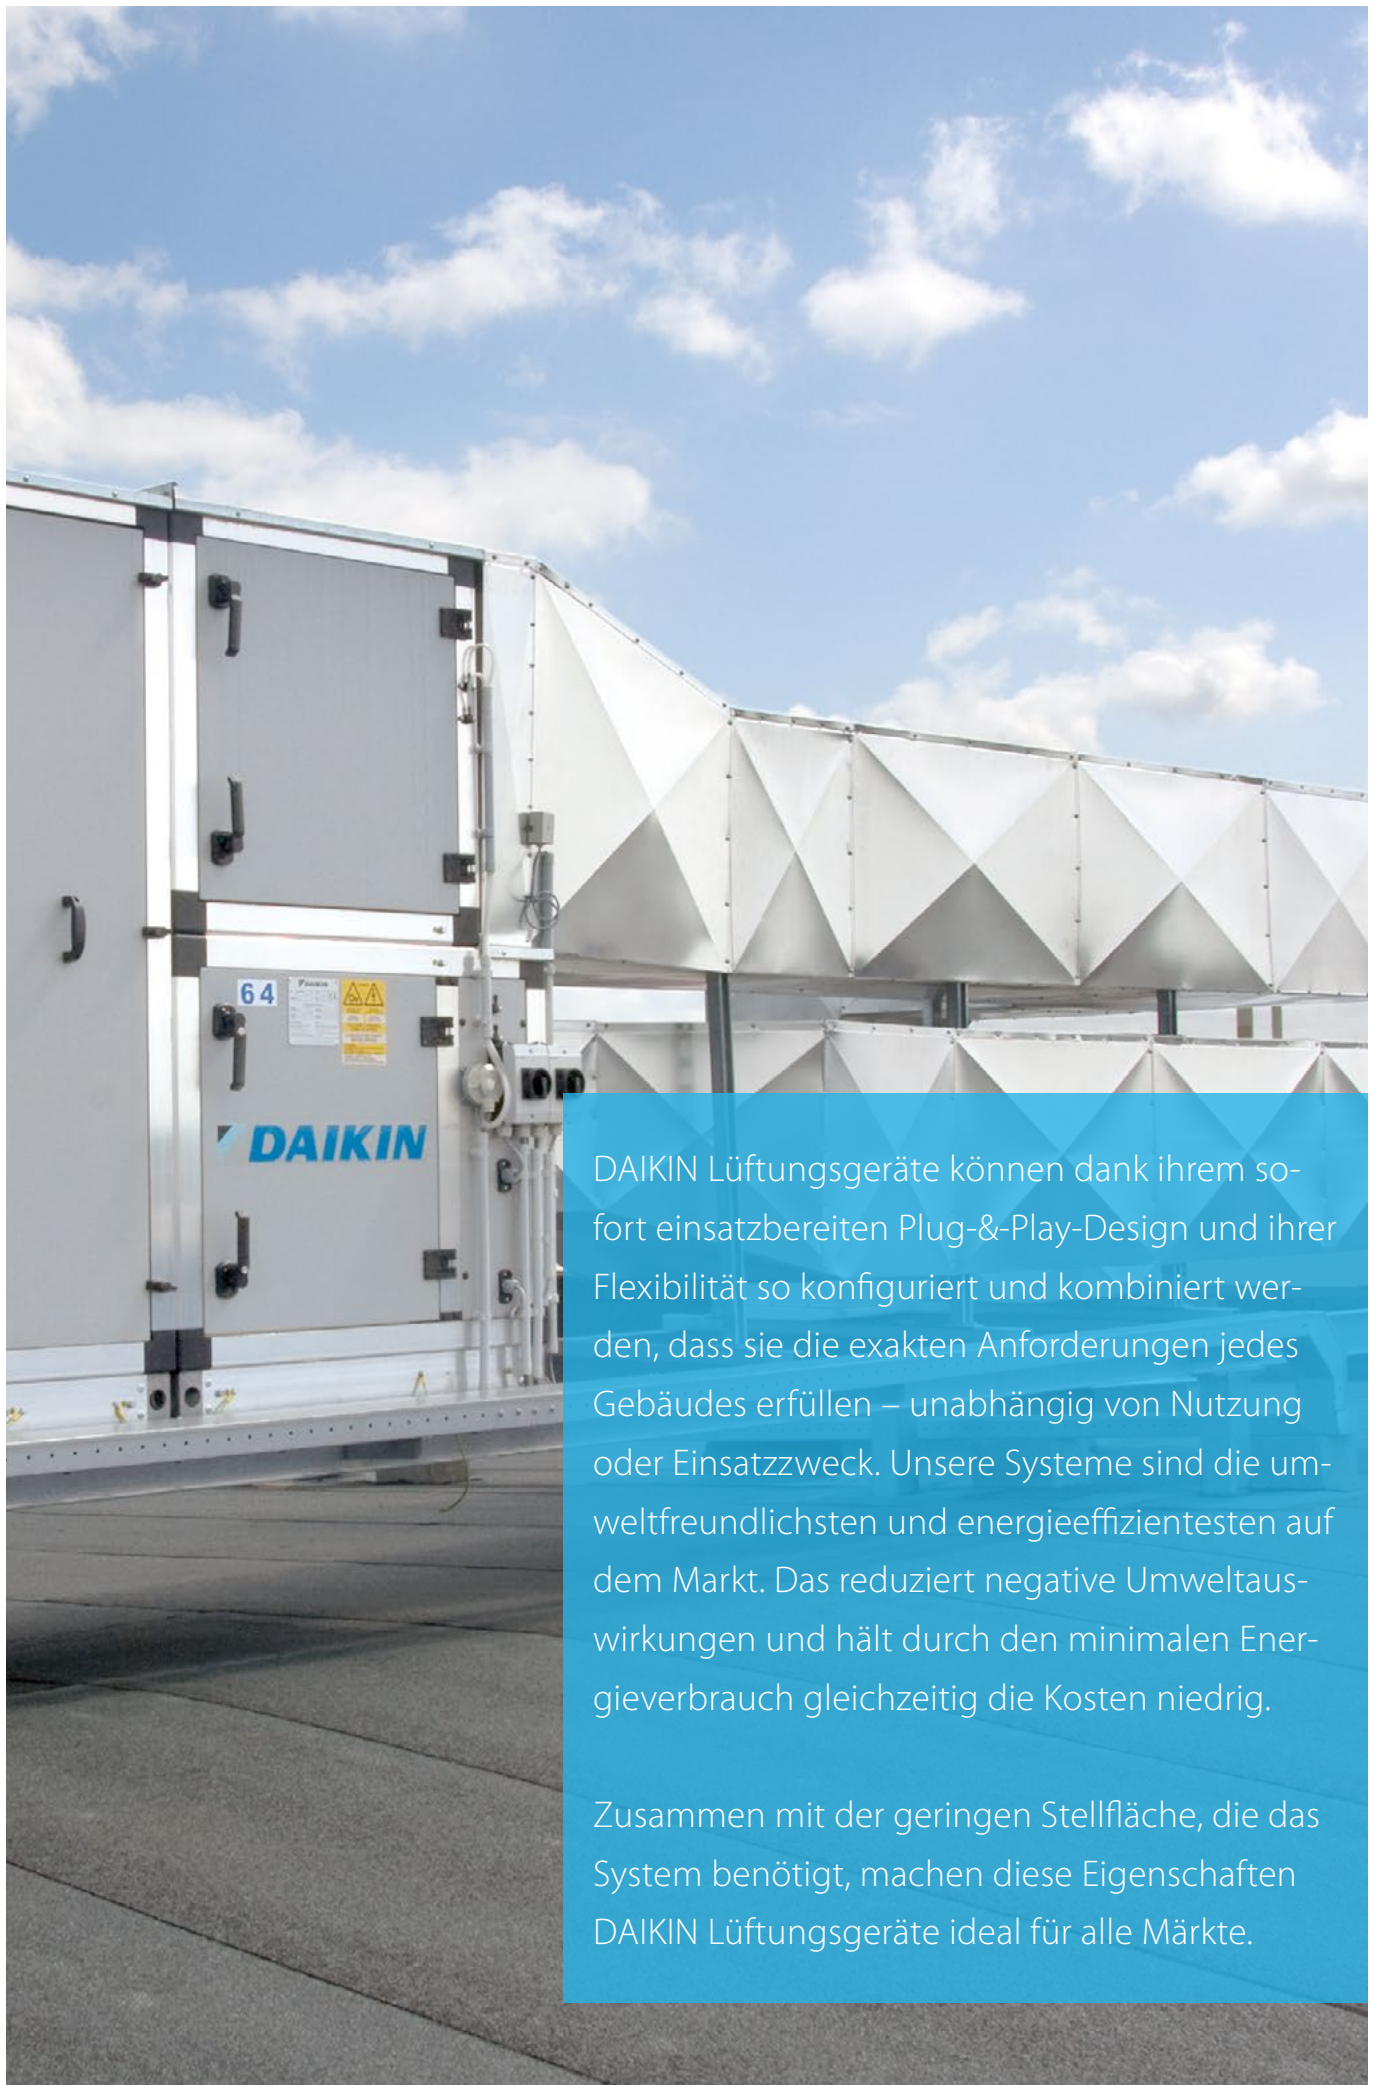 64
DAIKIN
DAIKIN
DAIKIN Lüftungsgeräte können dank ihrem so-
fort einsatzbereiten Plug-&-Play-Design und ihrer
Flexibilität so konfiguriert und kombiniert wer-
den, dass sie die exakten Anforderungen jedes
Gebäudes erfüllen – unabhängig von Nutzung
oder Einsatzzweck. Unsere Systeme sind die um-
weltfreundlichsten und energieeffizientesten auf
dem Markt. Das reduziert negative Umweltaus-
wirkungen und hält durch den minimalen Ener-
gieverbrauch gleichzeitig die Kosten niedrig.
Zusammen mit der geringen Stellfläche, die das
System benötigt, machen diese Eigenschaften
DAIKIN Lüftungsgeräte ideal für alle Märkte.